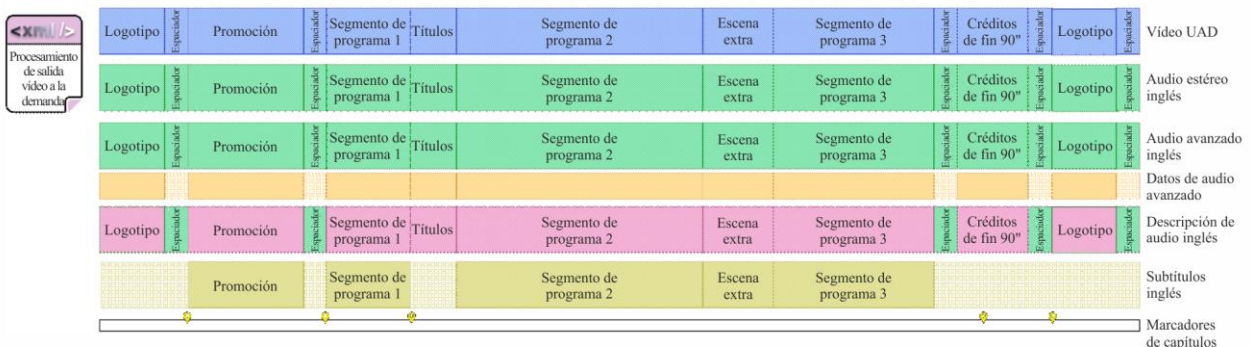 <xml />
Procesamiento
de salida
vídeo a la
demanda
Logotipo Espaciador Promoción Espaciador Segmento de programa 1 Títulos Segmento de programa 2 Escena extra Segmento de programa 3 Espaciador Créditos de fin 90" Espaciador Logotipo Espaciador Vídeo UAD
Logotipo Espaciador Promoción Espaciador Segmento de programa 1 Títulos Segmento de programa 2 Escena extra Segmento de programa 3 Espaciador Créditos de fin 90" Espaciador Logotipo Espaciador Audio estéreo inglés
Logotipo Espaciador Promoción Espaciador Segmento de programa 1 Títulos Segmento de programa 2 Escena extra Segmento de programa 3 Espaciador Créditos de fin 90" Espaciador Logotipo Espaciador Audio avanzado inglés
Datos de audio
avanzado
Logotipo Espaciador Promoción Espaciador Segmento de programa 1 Títulos Segmento de programa 2 Escena extra Segmento de programa 3 Espaciador Créditos de fin 90" Espaciador Logotipo Espaciador Descripción de audio inglés
Promoción Segmento de programa 1 Segmento de programa 2 Escena extra Segmento de programa 3 Subtítulos inglés
Marcadores
de capítulos